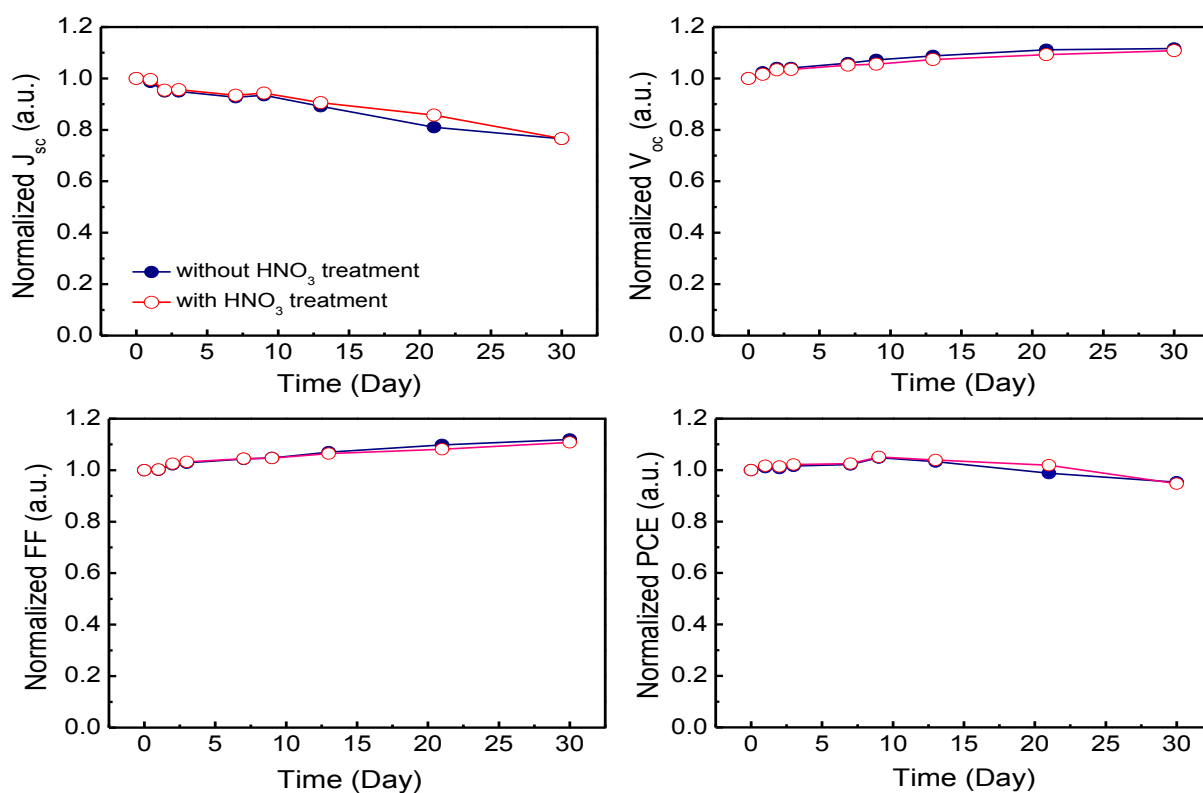 1.2
1.0
0.8
0.6
0.4
0.2
0.0
Normalized Jsc (a.u.)
without HNO3 treatment
with HNO3 treatment
0 5 10 15 20 25 30
Time (Day)
1.2
1.0
0.8
0.6
0.4
0.2
0.0
Normalized Voc (a.u.)
0 5 10 15 20 25 30
Time (Day)
1.2
1.0
0.8
0.6
0.4
0.2
0.0
Normalized FF (a.u.)
0 5 10 15 20 25 30
Time (Day)
1.2
1.0
0.8
0.6
0.4
0.2
0.0
Normalized PCE (a.u.)
0 5 10 15 20 25 30
Time (Day)